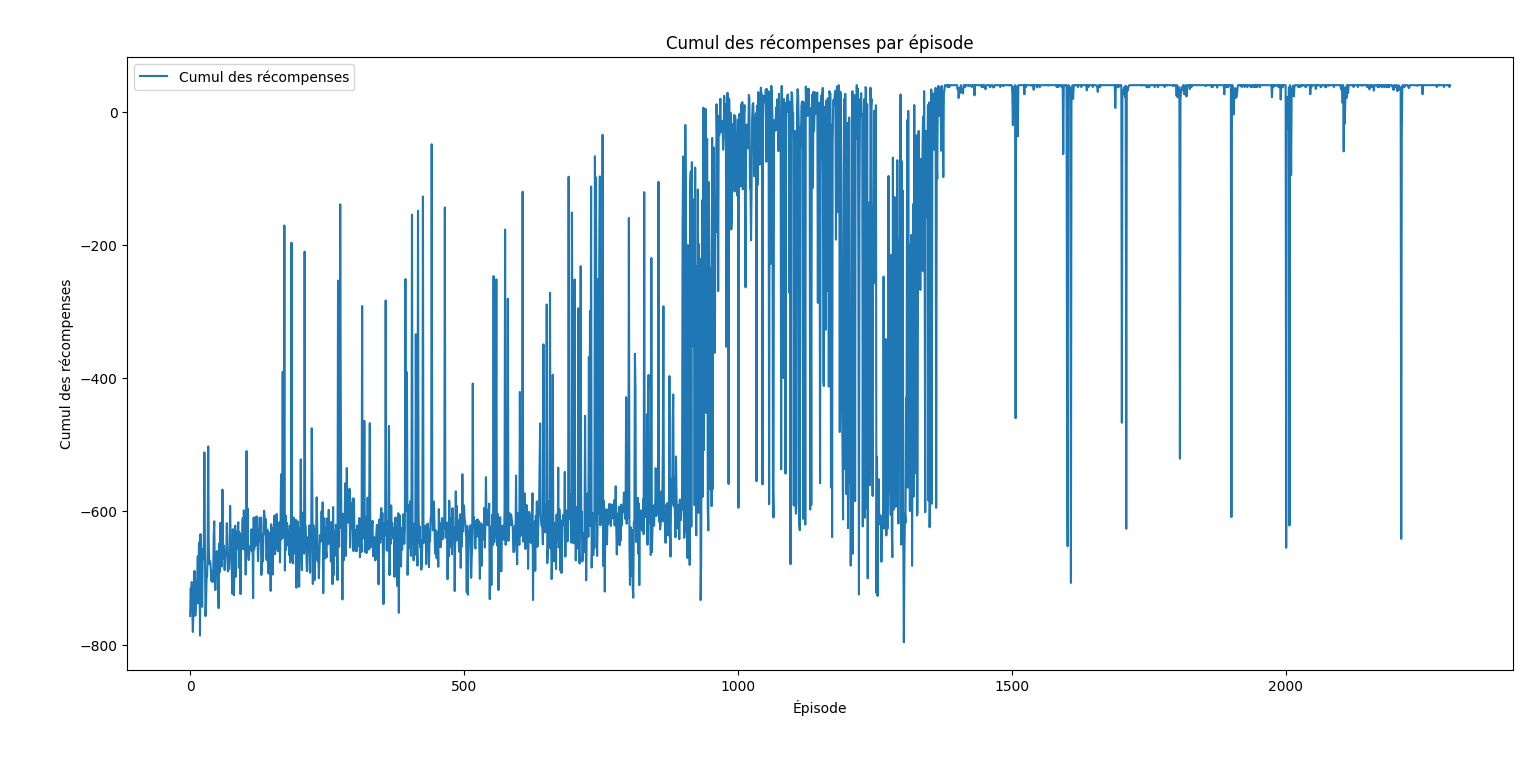 Cumul des récompenses par épisode
Cumul des récompenses
Cumul des récompenses
0
−200
−400
−600
−800
0
500
1000
1500
2000
Épisode